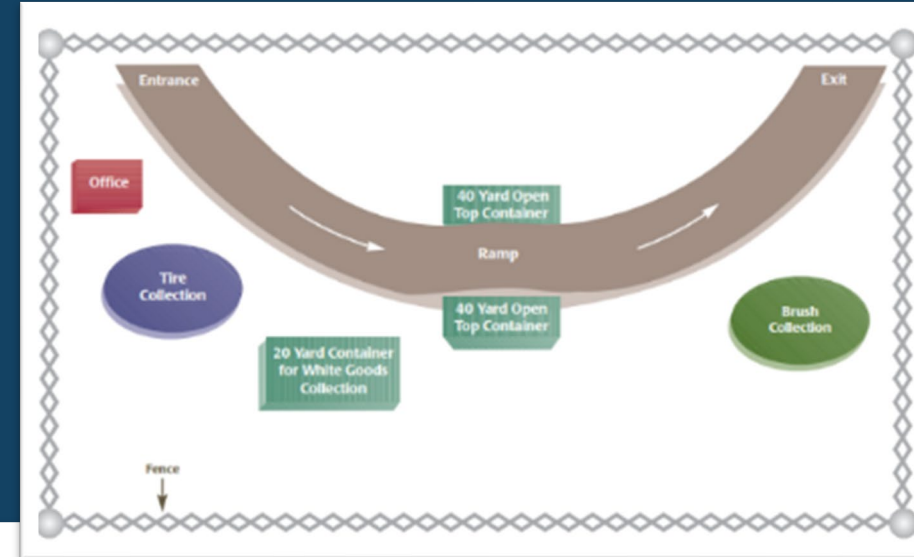 Entrance
Exit
Office
40 Yard Open
Top Container
Ramp
Tire
Collection
40 Yard Open
Top Container
Brush
Collection
20 Yard Container
for White Goods
Collection
Fence